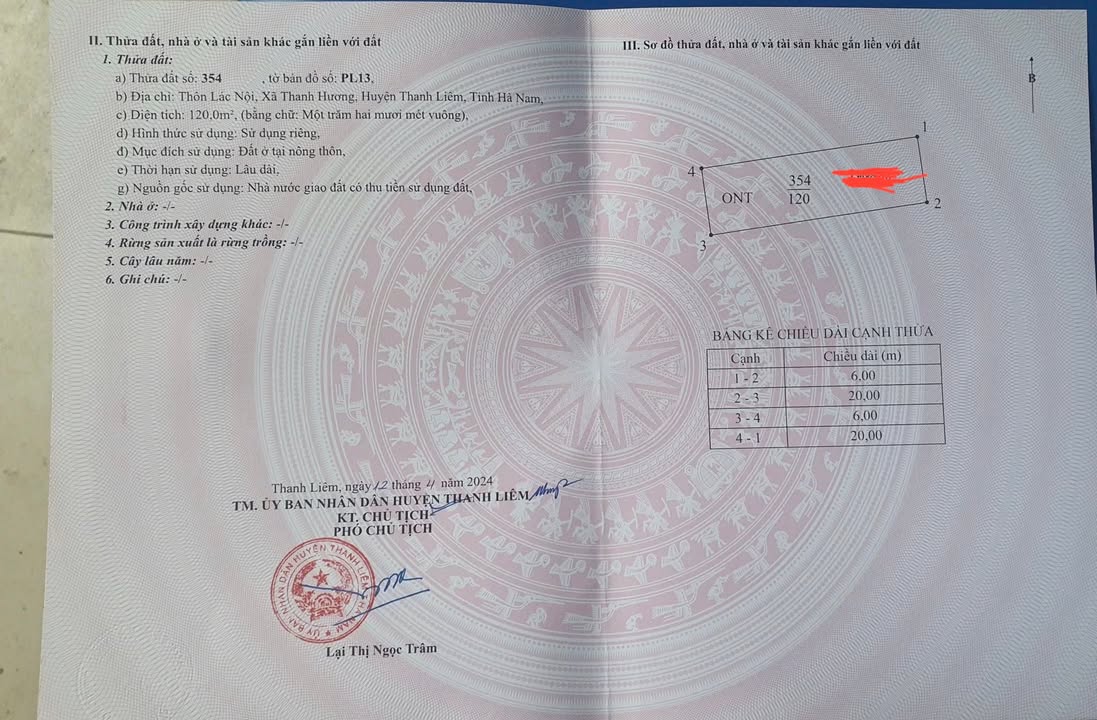 II. Thửa đất, nhà ở và tài sản khác gắn liền với đất
1. Thửa đất:
a) Thửa đất số: 354 , tờ bản đồ số: PL13,
b) Địa chỉ: Thôn Lác Nội, Xã Thanh Hương, Huyện Thanh Liêm, Tỉnh Hà Nam,
c) Diện tích: 120,0m², (bằng chữ: Một trăm hai mươi mét vuông),
d) Hình thức sử dụng: Sử dụng riêng,
đ) Mục đích sử dụng: Đất ở tại nông thôn,
e) Thời hạn sử dụng: Lâu dài,
g) Nguồn gốc sử dụng: Nhà nước giao đất có thu tiền sử dụng đất,
2. Nhà ở: -/-
3. Công trình xây dựng khác: -/-
4. Rừng sản xuất là rừng trồng: -/-
5. Cây lâu năm: -/-
6. Ghi chú: -/-
Thanh Liêm, ngày 12 tháng 4 năm 2024
TM. ỦY BAN NHÂN DÂN HUYỆN THANH LIÊM
KT. CHỦ TỊCH
PHÓ CHỦ TỊCH
ỦY BAN NHÂN DÂN HUYỆN THANH LIÊM T.HÀ NAM
Lại Thị Ngọc Trâm
III. Sơ đồ thửa đất, nhà ở và tài sản khác gắn liền với đất
B
1
4
354
ONT
120
2
3
BẢNG KÊ CHIỀU DÀI CẠNH THỬA
Cạnh Chiều dài (m)
1 - 2 6,00
2 - 3 20,00
3 - 4 6,00
4 - 1 20,00